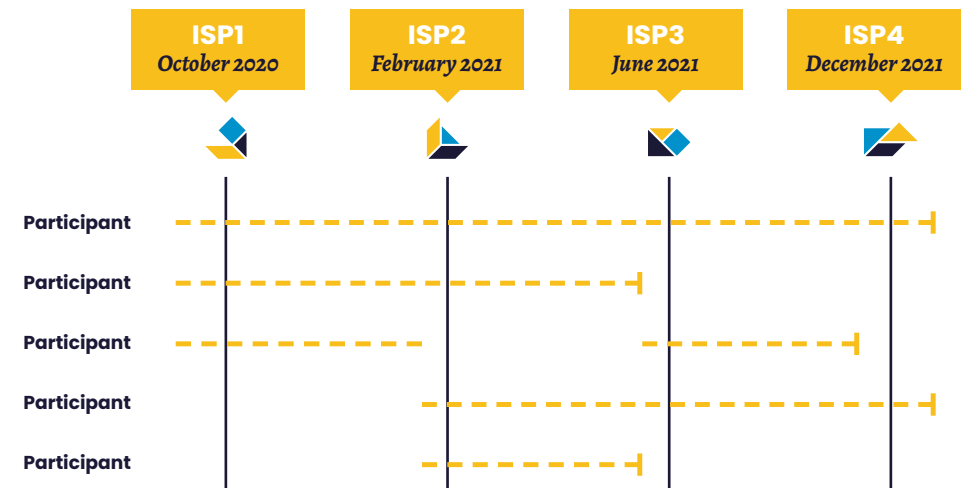 ISP1
October 2020
ISP2
February 2021
ISP3
June 2021
ISP4
December 2021
Participant
Participant
Participant
Participant
Participant